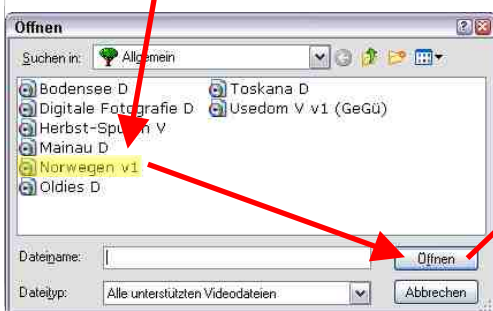 Öffnen
Suchen in: Allgemein
Bodensee D
Digitale Fotografie D
Herbst-Spuren V
Mainau D
Norwegen v1
Oldies D
Toskana D
Usedom V v1 (GeGü)
Dateiname:
Öffnen
Dateityp: Alle unterstützten Videodateien
Abbrechen